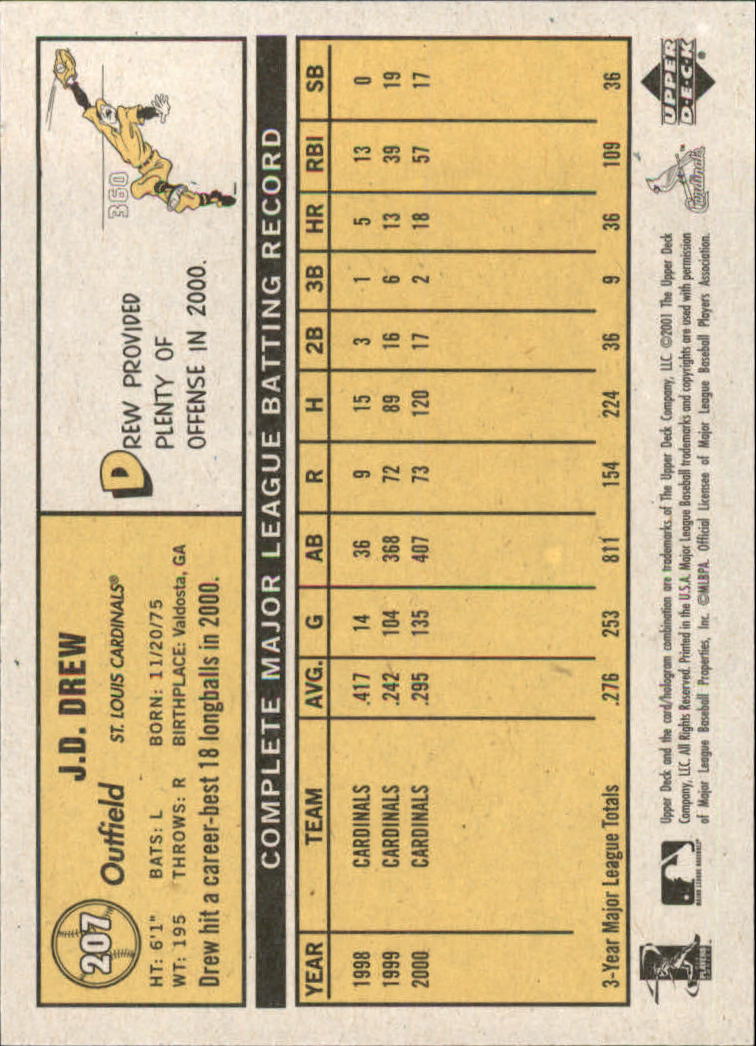 207
J.D. DREW
Outfield ST. LOUIS CARDINALS®
HT: 6'1" BATS: L BORN: 11/20/75
WT: 195 THROWS: R BIRTHPLACE: Valdosta, GA
Drew hit a career-best 18 longballs in 2000.
DREW PROVIDED
PLENTY OF
OFFENSE IN 2000.
360
COMPLETE MAJOR LEAGUE BATTING RECORD
YEAR TEAM AVG. G AB R H 2B 3B HR RBI SB
1998 CARDINALS .417 14 36 9 15 3 1 5 13 0
1999 CARDINALS .242 104 368 72 89 16 6 13 39 19
2000 CARDINALS .295 135 407 73 120 17 2 18 57 17
3-Year Major League Totals .276 253 811 154 224 36 9 36 109 36
PLAYERS
MAJOR LEAGUE BASEBALL
Upper Deck and the card/hologram combination are trademarks of The Upper Deck Company, LLC. ©2001 The Upper Deck
Company, LLC. All Rights Reserved. Printed in the U.S.A. Major League Baseball trademarks and copyrights are used with permission
of Major League Baseball Properties, Inc. ©MLBPA Official Licensee of Major League Baseball Players Association.
Cardinals™
UPPER
DECK®